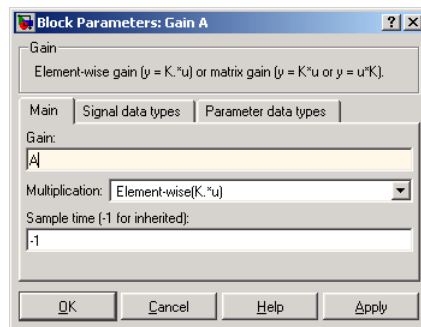 Block Parameters: Gain A
Gain
Element-wise gain (y = K.*u) or matrix gain (y = K*u or y = u*K).
Main Signal data types Parameter data types
Gain:
A
Multiplication: Element-wise(K.*u)
Sample time (-1 for inherited):
-1
OK Cancel Help Apply